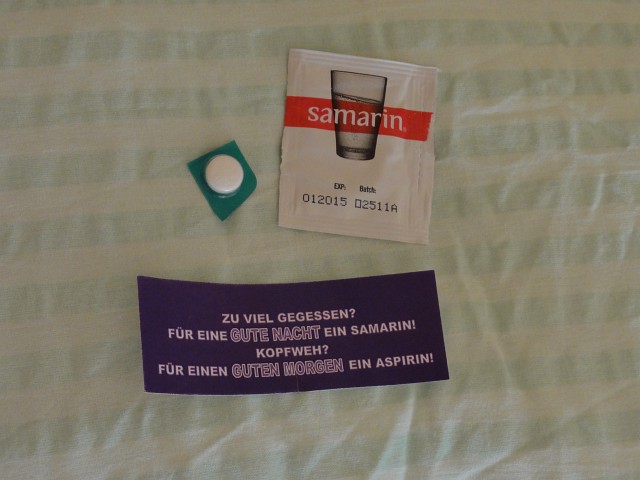 samarin®
EXP: Batch:
012015 02511A
ZU VIEL GEGESSEN?
FÜR EINE GUTE NACHT EIN SAMARIN!
KOPFWEH?
FÜR EINEN GUTEN MORGEN EIN ASPIRIN!